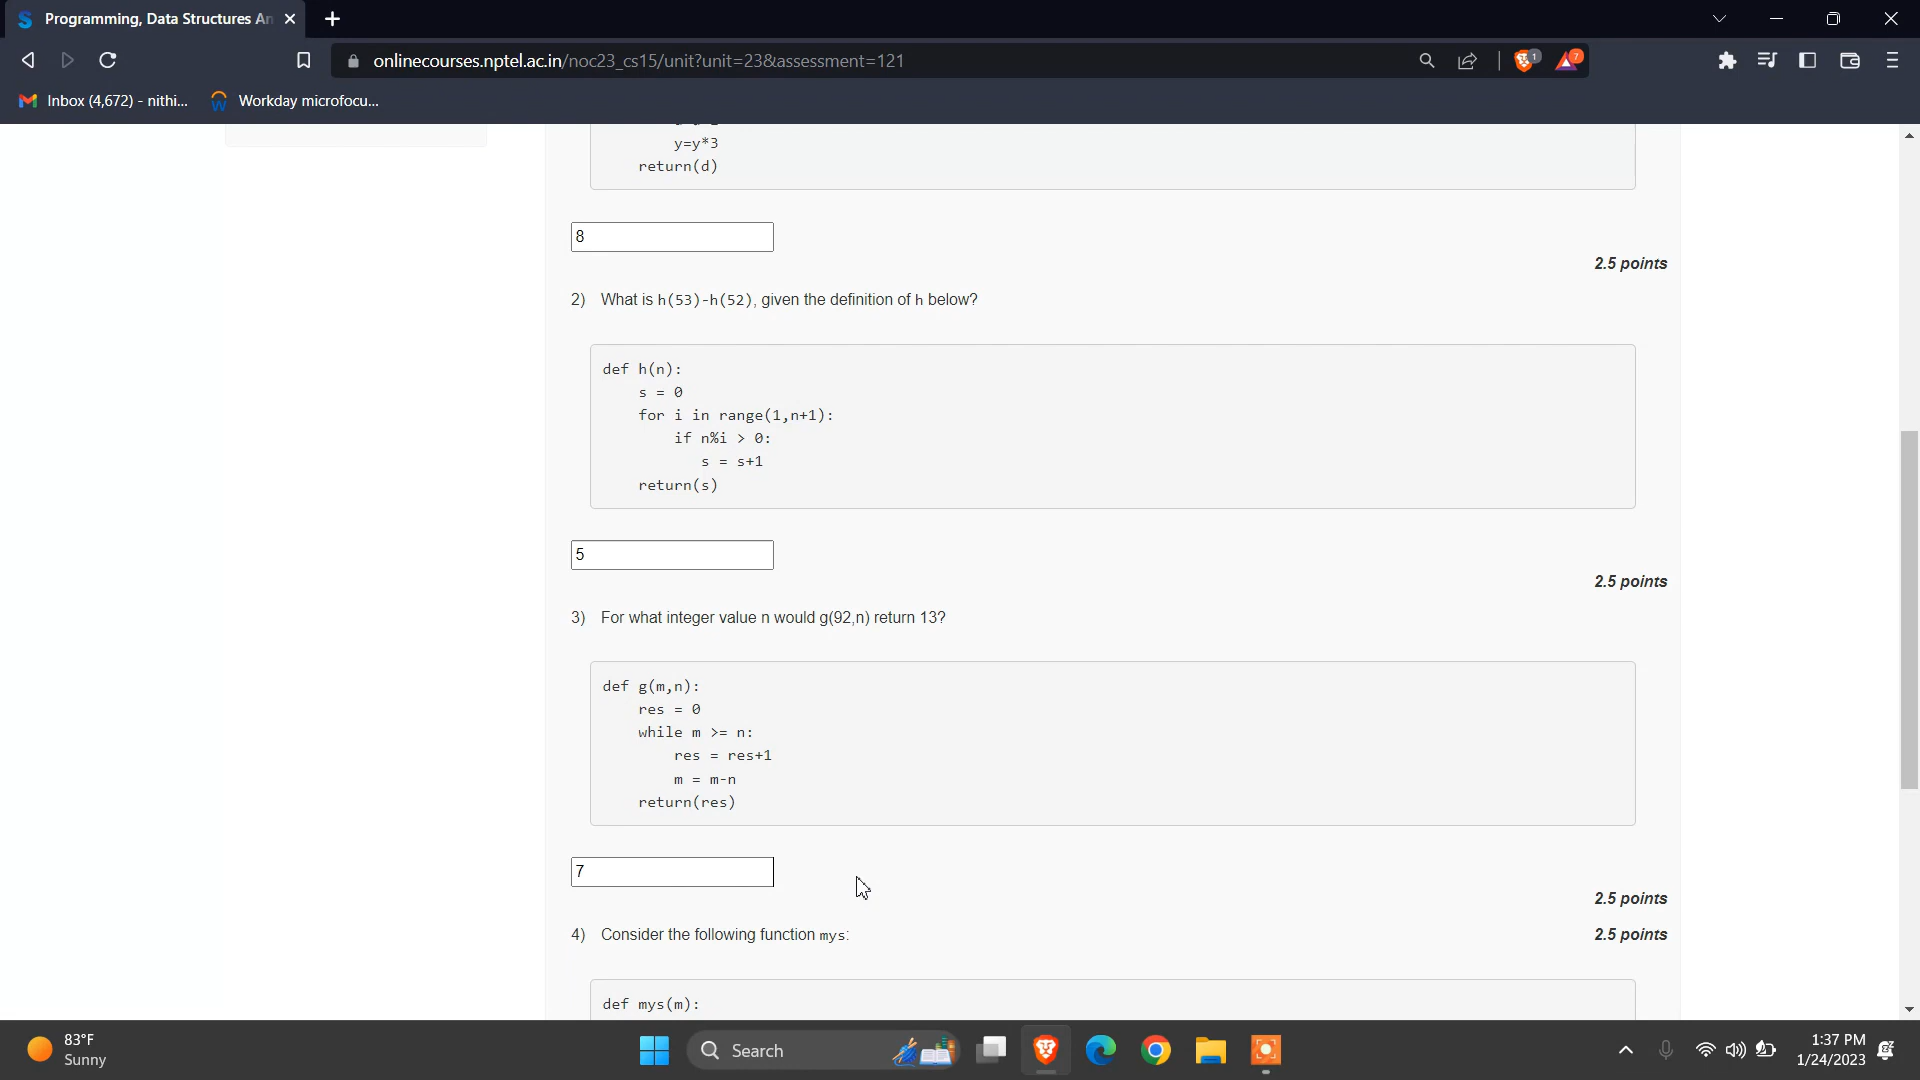 Programming, Data Structures An
onlinecourses.nptel.ac.in/noc23_cs15/unit?unit=23&assessment=121
1
7
Inbox (4,672) - nithi...
Workday microfocu...
y=y*3
return(d)
8
2.5 points
2) What is h(53)-h(52), given the definition of h below?
def h(n):
s = 0
for i in range(1,n+1):
if n%i > 0:
s = s+1
return(s)
5
2.5 points
3) For what integer value n would g(92,n) return 13?
def g(m,n):
res = 0
while m >= n:
res = res+1
m = m-n
return(res)
7
2.5 points
4) Consider the following function mys:
2.5 points
def mys(m):
83°F
Sunny
Search
1:37 PM
1/24/2023